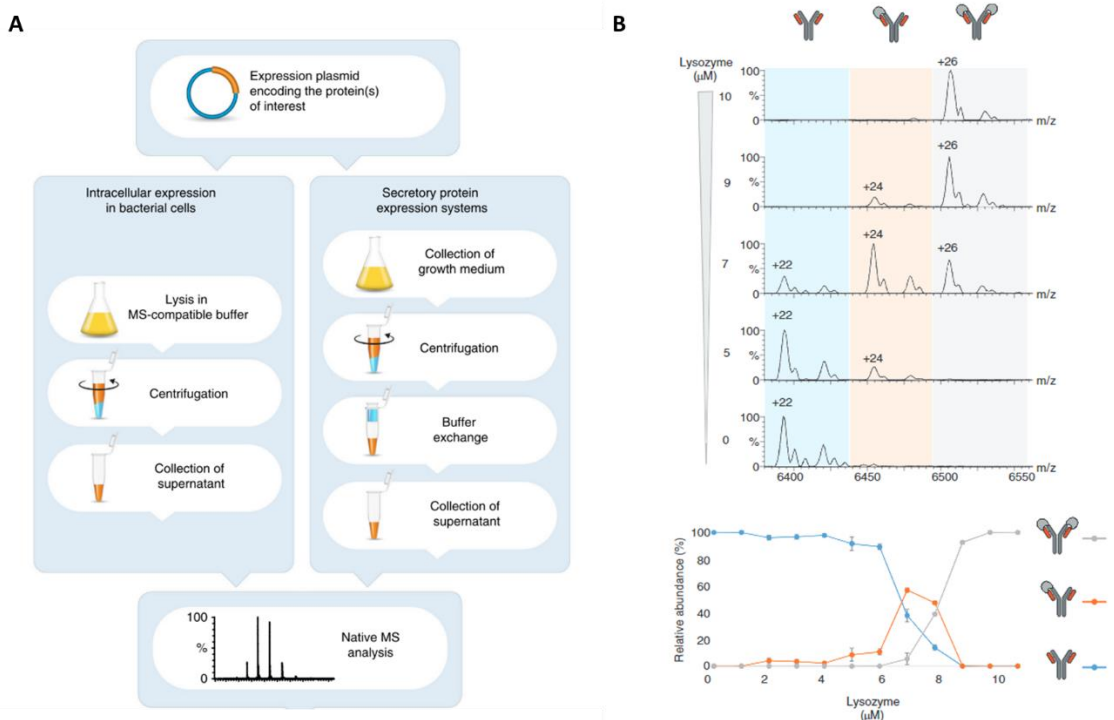 A
Expression plasmid
encoding the protein(s)
of interest
Intracellular expression
in bacterial cells
Lysis in
MS-compatible buffer
Centrifugation
Collection of
supernatant
Secretory protein
expression systems
Collection of
growth medium
Centrifugation
Buffer
exchange
Collection of
supernatant
100
%
0
Native MS
analysis
B
Lysozyme
(μM)
10
100
%
0
+26
m/z
9
100
%
0
+24
+26
m/z
7
100
%
0
+22
+24
+26
m/z
5
100
%
0
+22
+24
m/z
0
100
%
0
+22
m/z
6400
6450
6500
6550
Relative abundance (%)
100
80
60
40
20
0
0
2
4
6
8
10
Lysozyme
(μM)